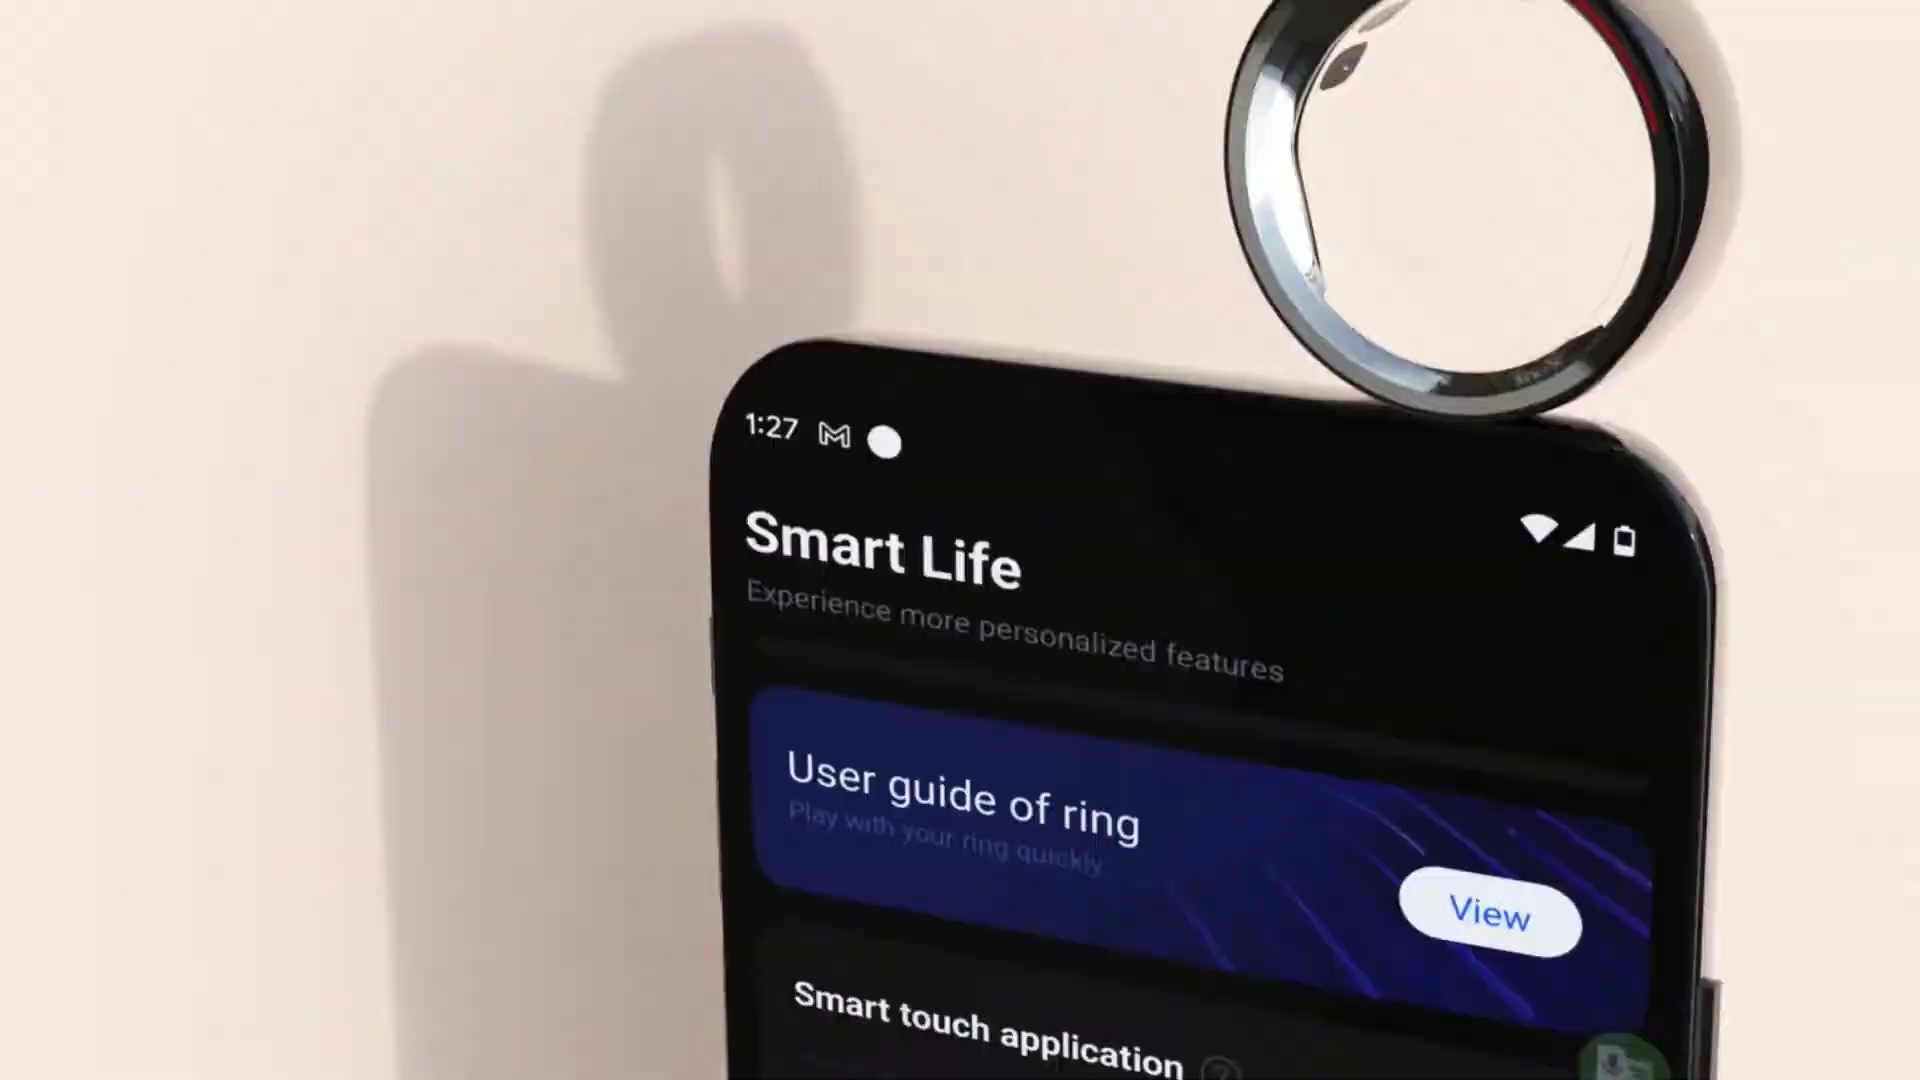 1:27
Smart Life
Experience more personalized features
User guide of ring
Play with your ring quickly
View
Smart touch application